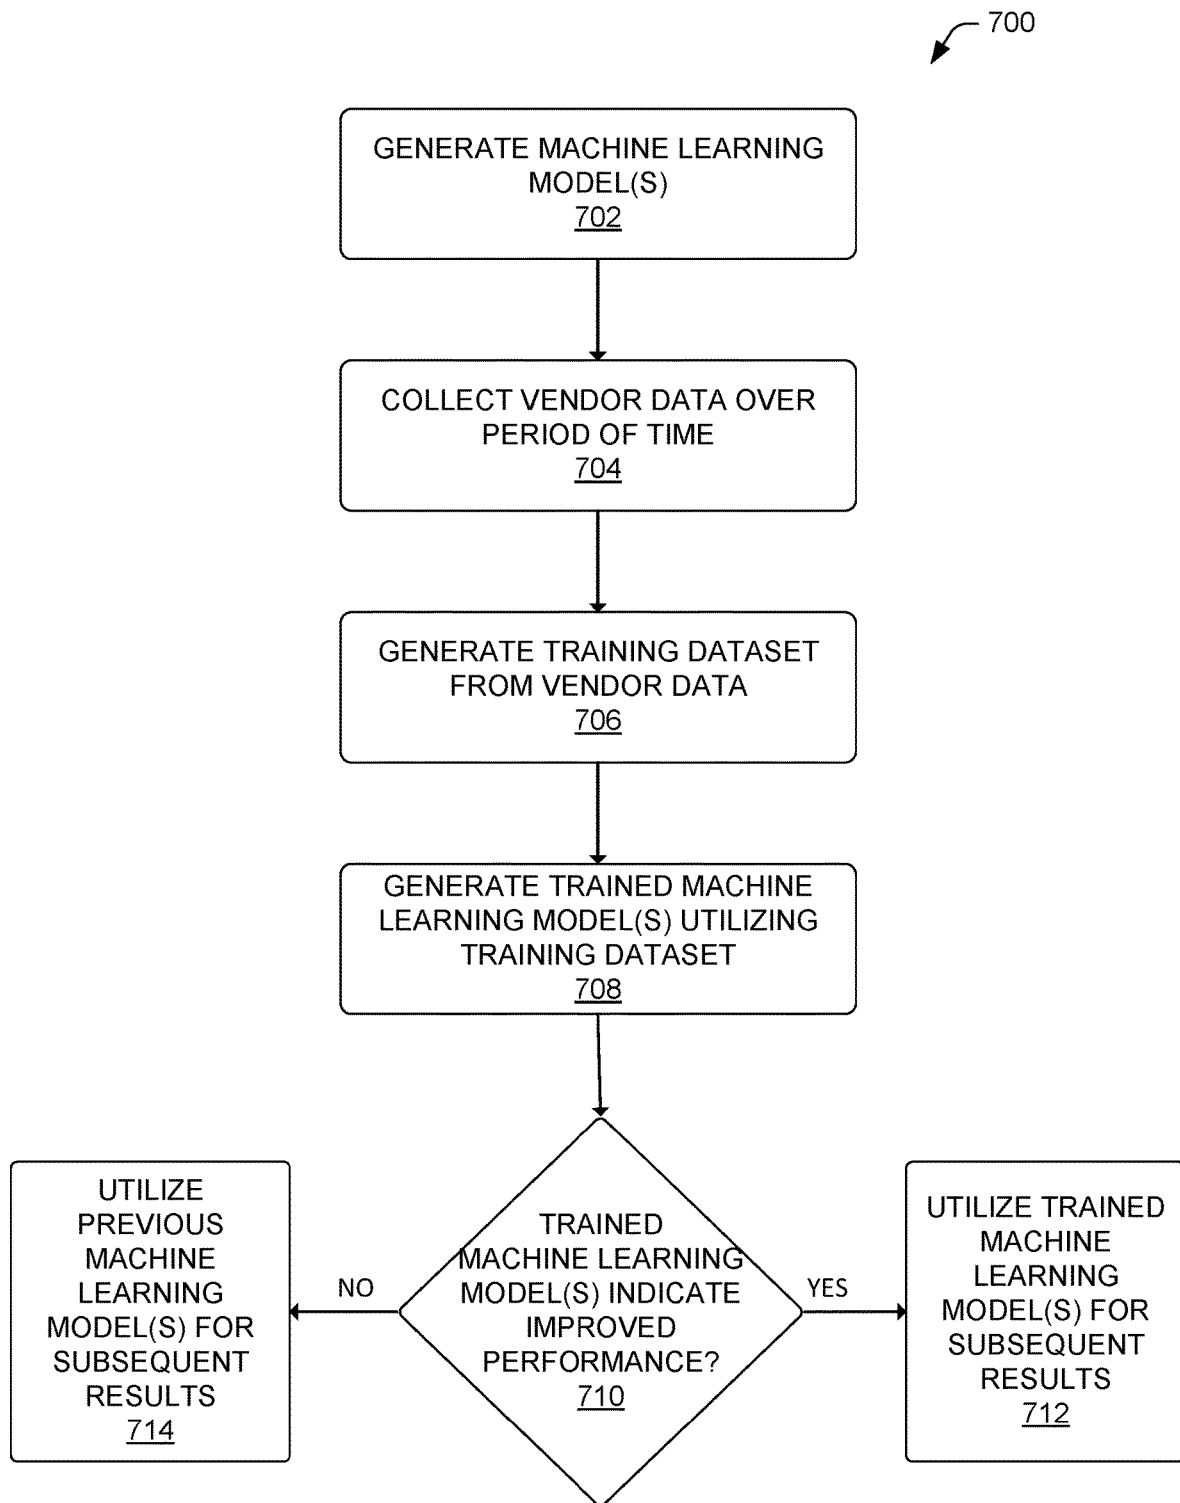 700
GENERATE MACHINE LEARNING
MODEL(S)
702
COLLECT VENDOR DATA OVER
PERIOD OF TIME
704
GENERATE TRAINING DATASET
FROM VENDOR DATA
706
GENERATE TRAINED MACHINE
LEARNING MODEL(S) UTILIZING
TRAINING DATASET
708
UTILIZE
PREVIOUS
MACHINE
LEARNING
MODEL(S) FOR
SUBSEQUENT
RESULTS
714
NO
TRAINED
MACHINE LEARNING
MODEL(S) INDICATE
IMPROVED
PERFORMANCE?
710
YES
UTILIZE TRAINED
MACHINE
LEARNING
MODEL(S) FOR
SUBSEQUENT
RESULTS
712